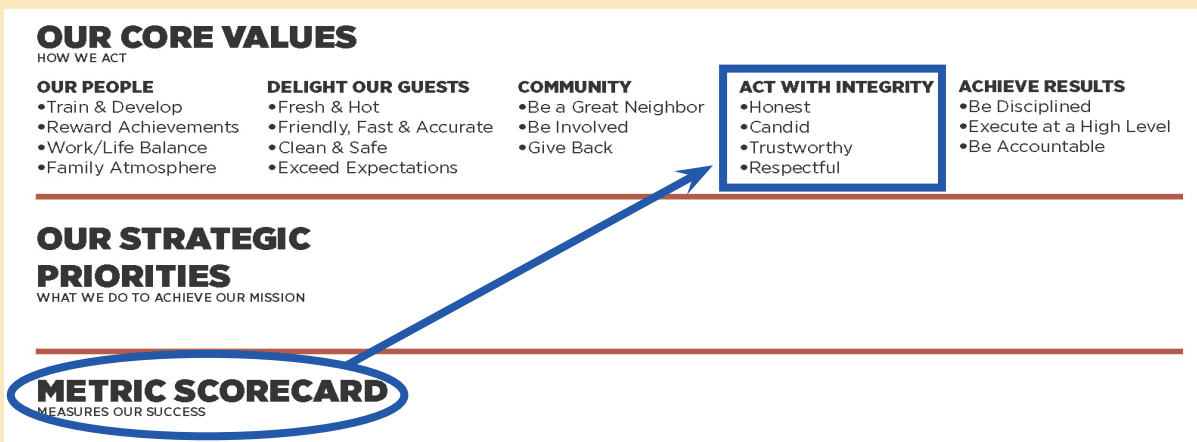 OUR CORE VALUES
HOW WE ACT
OUR PEOPLE
•Train & Develop
•Reward Achievements
•Work/Life Balance
•Family Atmosphere
DELIGHT OUR GUESTS
•Fresh & Hot
•Friendly, Fast & Accurate
•Clean & Safe
•Exceed Expectations
COMMUNITY
•Be a Great Neighbor
•Be Involved
•Give Back
ACT WITH INTEGRITY
•Honest
•Candid
•Trustworthy
•Respectful
ACHIEVE RESULTS
•Be Disciplined
•Execute at a High Level
•Be Accountable
OUR STRATEGIC
PRIORITIES
WHAT WE DO TO ACHIEVE OUR MISSION
METRIC SCORECARD
MEASURES OUR SUCCESS